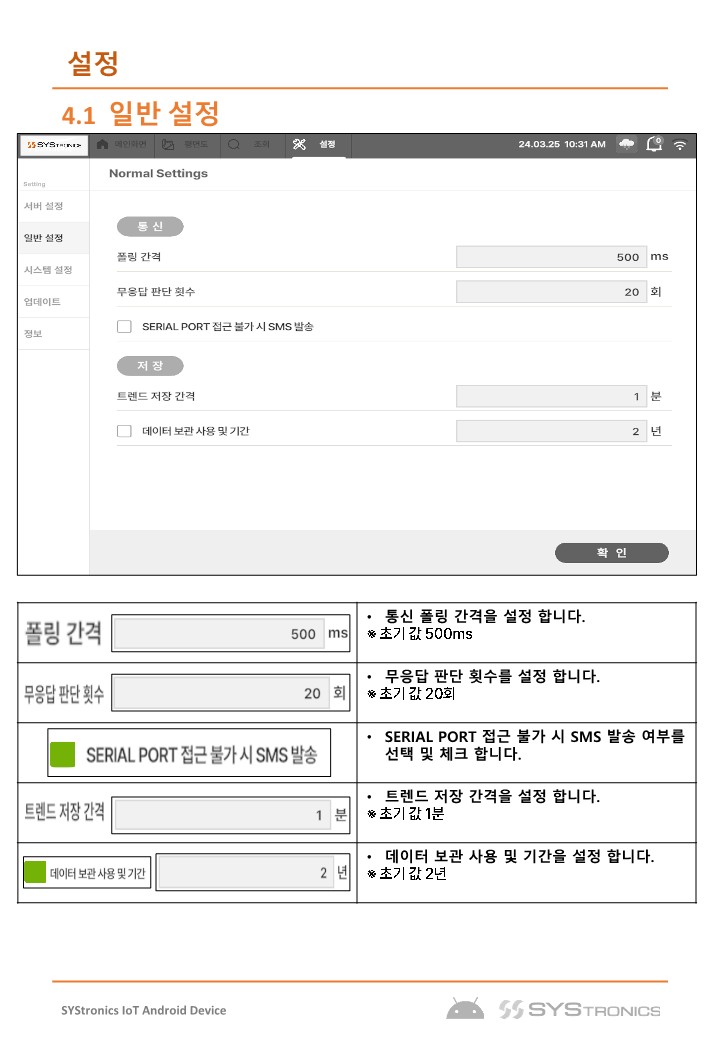 설정
4.1 일반 설정
SYSTRONICS
메인화면
평면도
조회
설정
24.03.25 10:31 AM
0
Setting
서버 설정
일반 설정
시스템 설정
업데이트
정보
Normal Settings
통 신
폴링 간격 500 ms
무응답 판단 횟수 20 회
SERIAL PORT 접근 불가 시 SMS 발송
저 장
트렌드 저장 간격 1 분
데이터 보관 사용 및 기간 2 년
확 인
폴링 간격 500 ms
• 통신 폴링 간격을 설정 합니다.
※ 초기 값 500ms
무응답 판단 횟수 20 회
• 무응답 판단 횟수를 설정 합니다.
※ 초기 값 20회
SERIAL PORT 접근 불가 시 SMS 발송
• SERIAL PORT 접근 불가 시 SMS 발송 여부를
선택 및 체크 합니다.
트렌드 저장 간격 1 분
• 트렌드 저장 간격을 설정 합니다.
※ 초기 값 1분
데이터 보관 사용 및 기간 2 년
• 데이터 보관 사용 및 기간을 설정 합니다.
※ 초기 값 2년
SYStronics IoT Android Device
SYSTRONICS